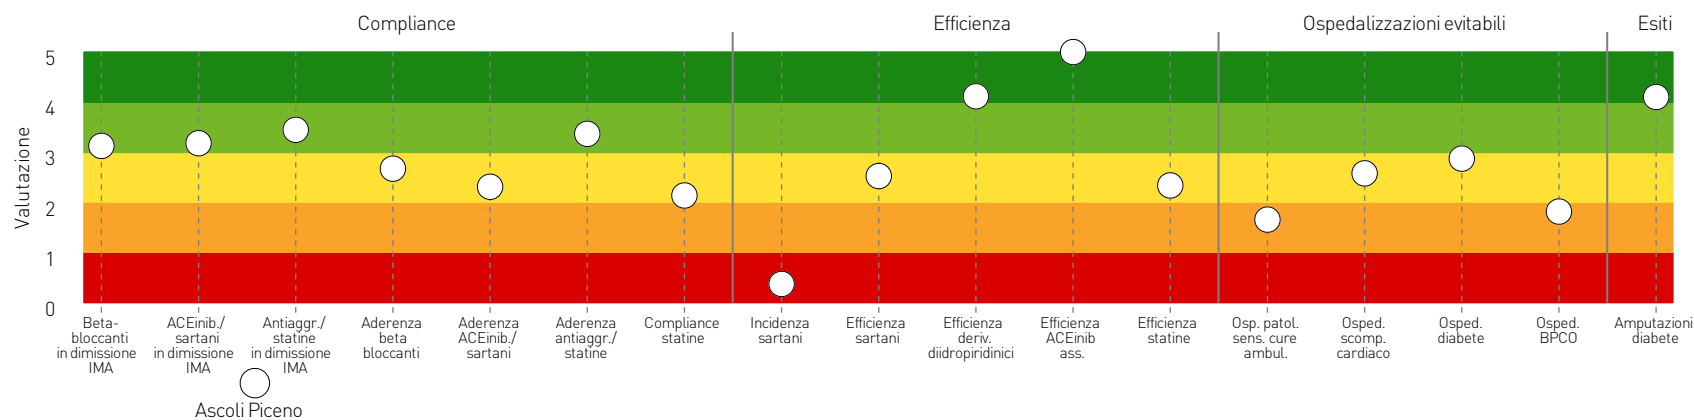 Compliance
Efficienza
Ospedalizzazioni evitabili
Esiti
Valutazione
5
4
3
2
1
0
Beta-
bloccanti
in dimissione
IMA
ACEinib./
sartani
in dimissione
IMA
Antiaggr./
statine
in dimissione
IMA
Aderenza
beta
bloccanti
Aderenza
ACEinib./
sartani
Aderenza
antiaggr./
statine
Compliance
statine
Incidenza
sartani
Efficienza
sartani
Efficienza
deriv.
diidropiridinici
Efficienza
ACEinib
ass.
Efficienza
statine
Osp. patol.
sens. cure
ambul.
Osped.
scomp.
cardiaco
Osped.
diabete
Osped.
BPCO
Amputazioni
diabete
Ascoli Piceno